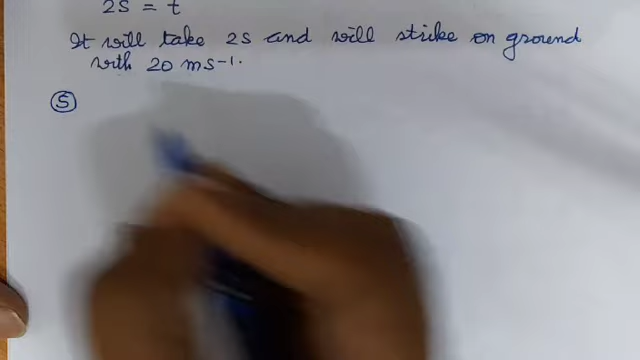 2s = t
It will take 2s and will strike on ground
with 20 ms-1.
5